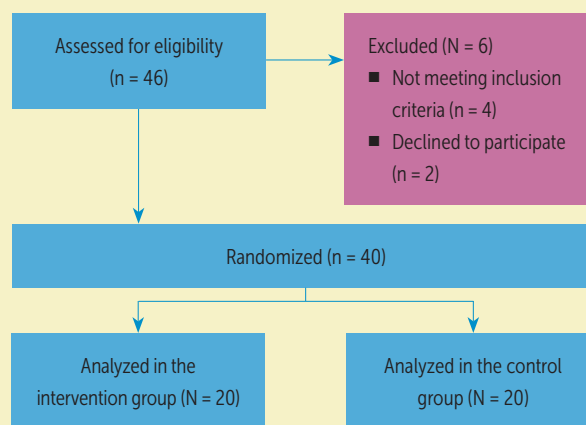 Assessed for eligibility
(n = 46)
Excluded (N = 6)
■ Not meeting inclusion
criteria (n = 4)
■ Declined to participate
(n = 2)
Randomized (n = 40)
Analyzed in the
intervention group (N = 20)
Analyzed in the control
group (N = 20)